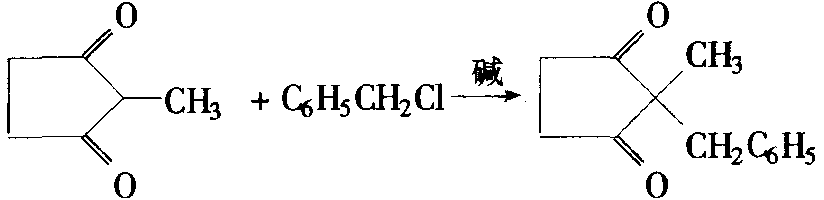 O O
碱 CH₃
CH₃ + C₆H₅CH₂Cl
CH₂C₆H₅
O O